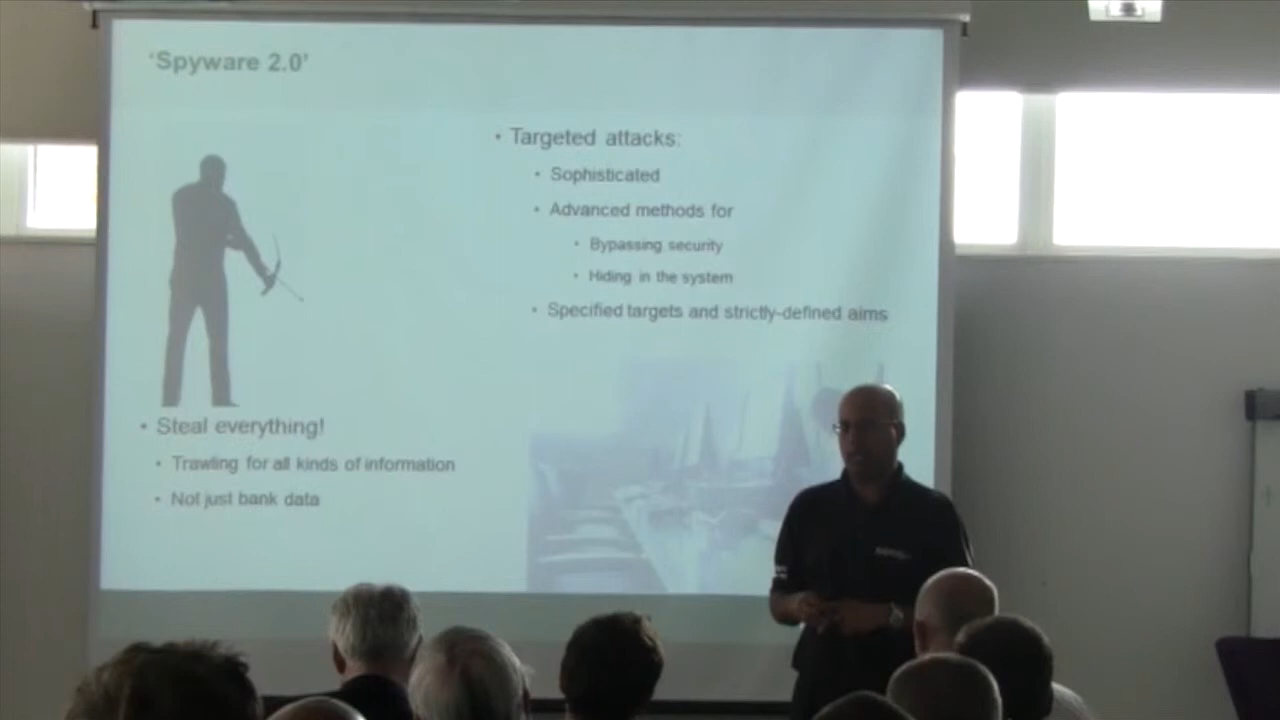 ‘Spyware 2.0’
• Targeted attacks:
• Sophisticated
• Advanced methods for
• Bypassing security
• Hiding in the system
• Specified targets and strictly-defined aims
• Steal everything!
• Trawling for all kinds of information
• Not just bank data